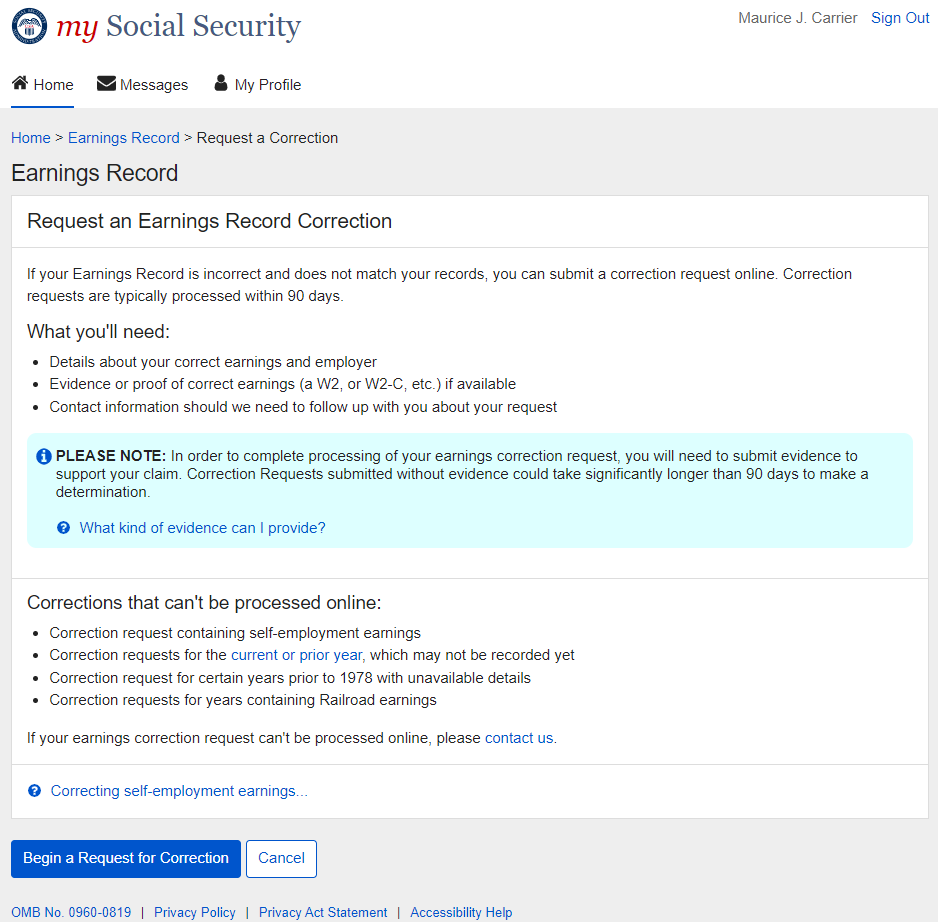 my Social Security
Maurice J. Carrier Sign Out
Home Messages My Profile
Home > Earnings Record > Request a Correction
Earnings Record
Request an Earnings Record Correction
If your Earnings Record is incorrect and does not match your records, you can submit a correction request online. Correction
requests are typically processed within 90 days.
What you'll need:
• Details about your correct earnings and employer
• Evidence or proof of correct earnings (a W2, or W2-C, etc.) if available
• Contact information should we need to follow up with you about your request
PLEASE NOTE: In order to complete processing of your earnings correction request, you will need to submit evidence to
support your claim. Correction Requests submitted without evidence could take significantly longer than 90 days to make a
determination.
What kind of evidence can I provide?
Corrections that can't be processed online:
• Correction request containing self-employment earnings
• Correction requests for the current or prior year, which may not be recorded yet
• Correction request for certain years prior to 1978 with unavailable details
• Correction requests for years containing Railroad earnings
If your earnings correction request can't be processed online, please contact us.
Correcting self-employment earnings...
Begin a Request for Correction Cancel
OMB No. 0960-0819 | Privacy Policy | Privacy Act Statement | Accessibility Help